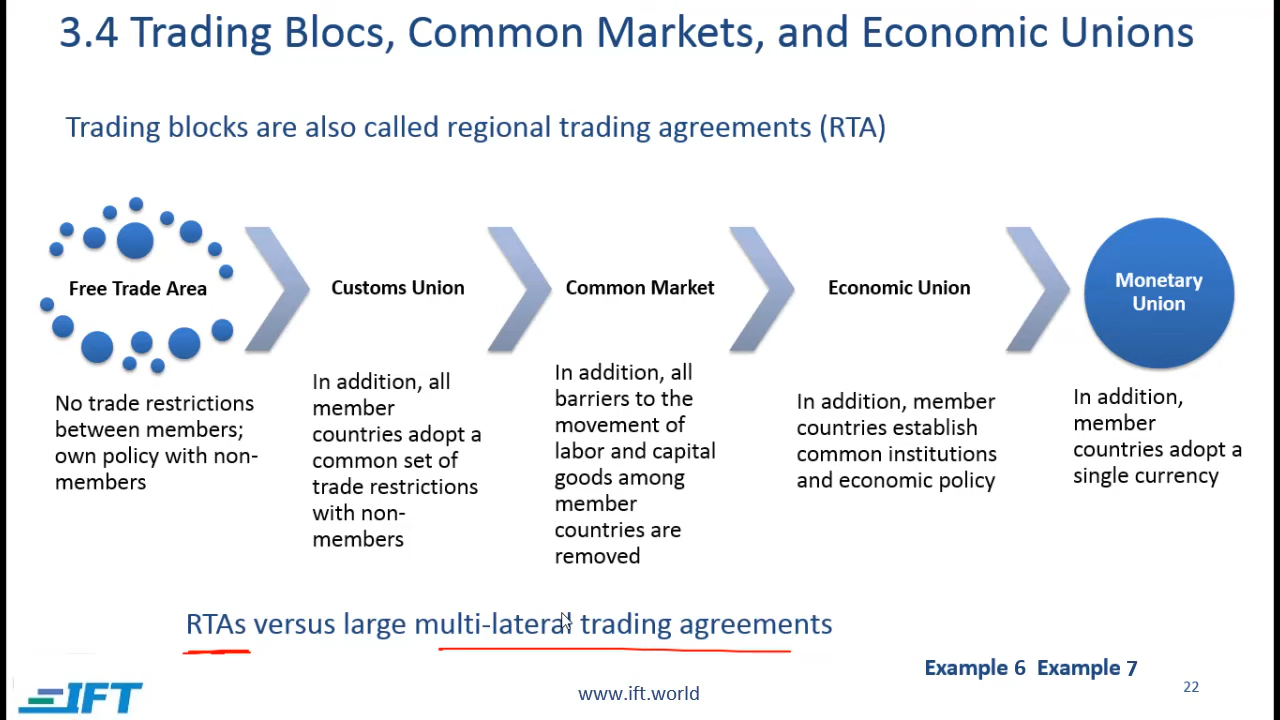 3.4 Trading Blocs, Common Markets, and Economic Unions
Trading blocks are also called regional trading agreements (RTA)
Free Trade Area
No trade restrictions
between members;
own policy with non-
members
Customs Union
In addition, all
member
countries adopt a
common set of
trade restrictions
with non-
members
Common Market
In addition, all
barriers to the
movement of
labor and capital
goods among
member
countries are
removed
Economic Union
In addition, member
countries establish
common institutions
and economic policy
Monetary
Union
In addition,
member
countries adopt a
single currency
RTAs versus large multi-lateral trading agreements
Example 6 Example 7
IFT
www.ift.world
22